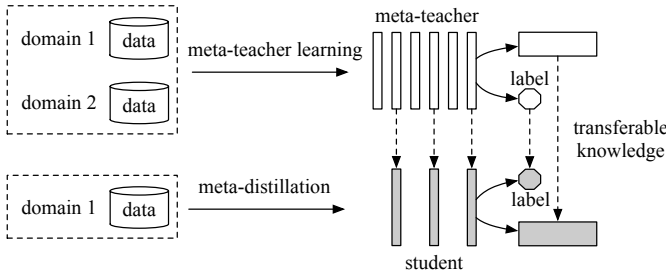 meta-teacher
domain 1
data
meta-teacher learning
label
domain 2
data
transferable
knowledge
domain 1
data
meta-distillation
label
student